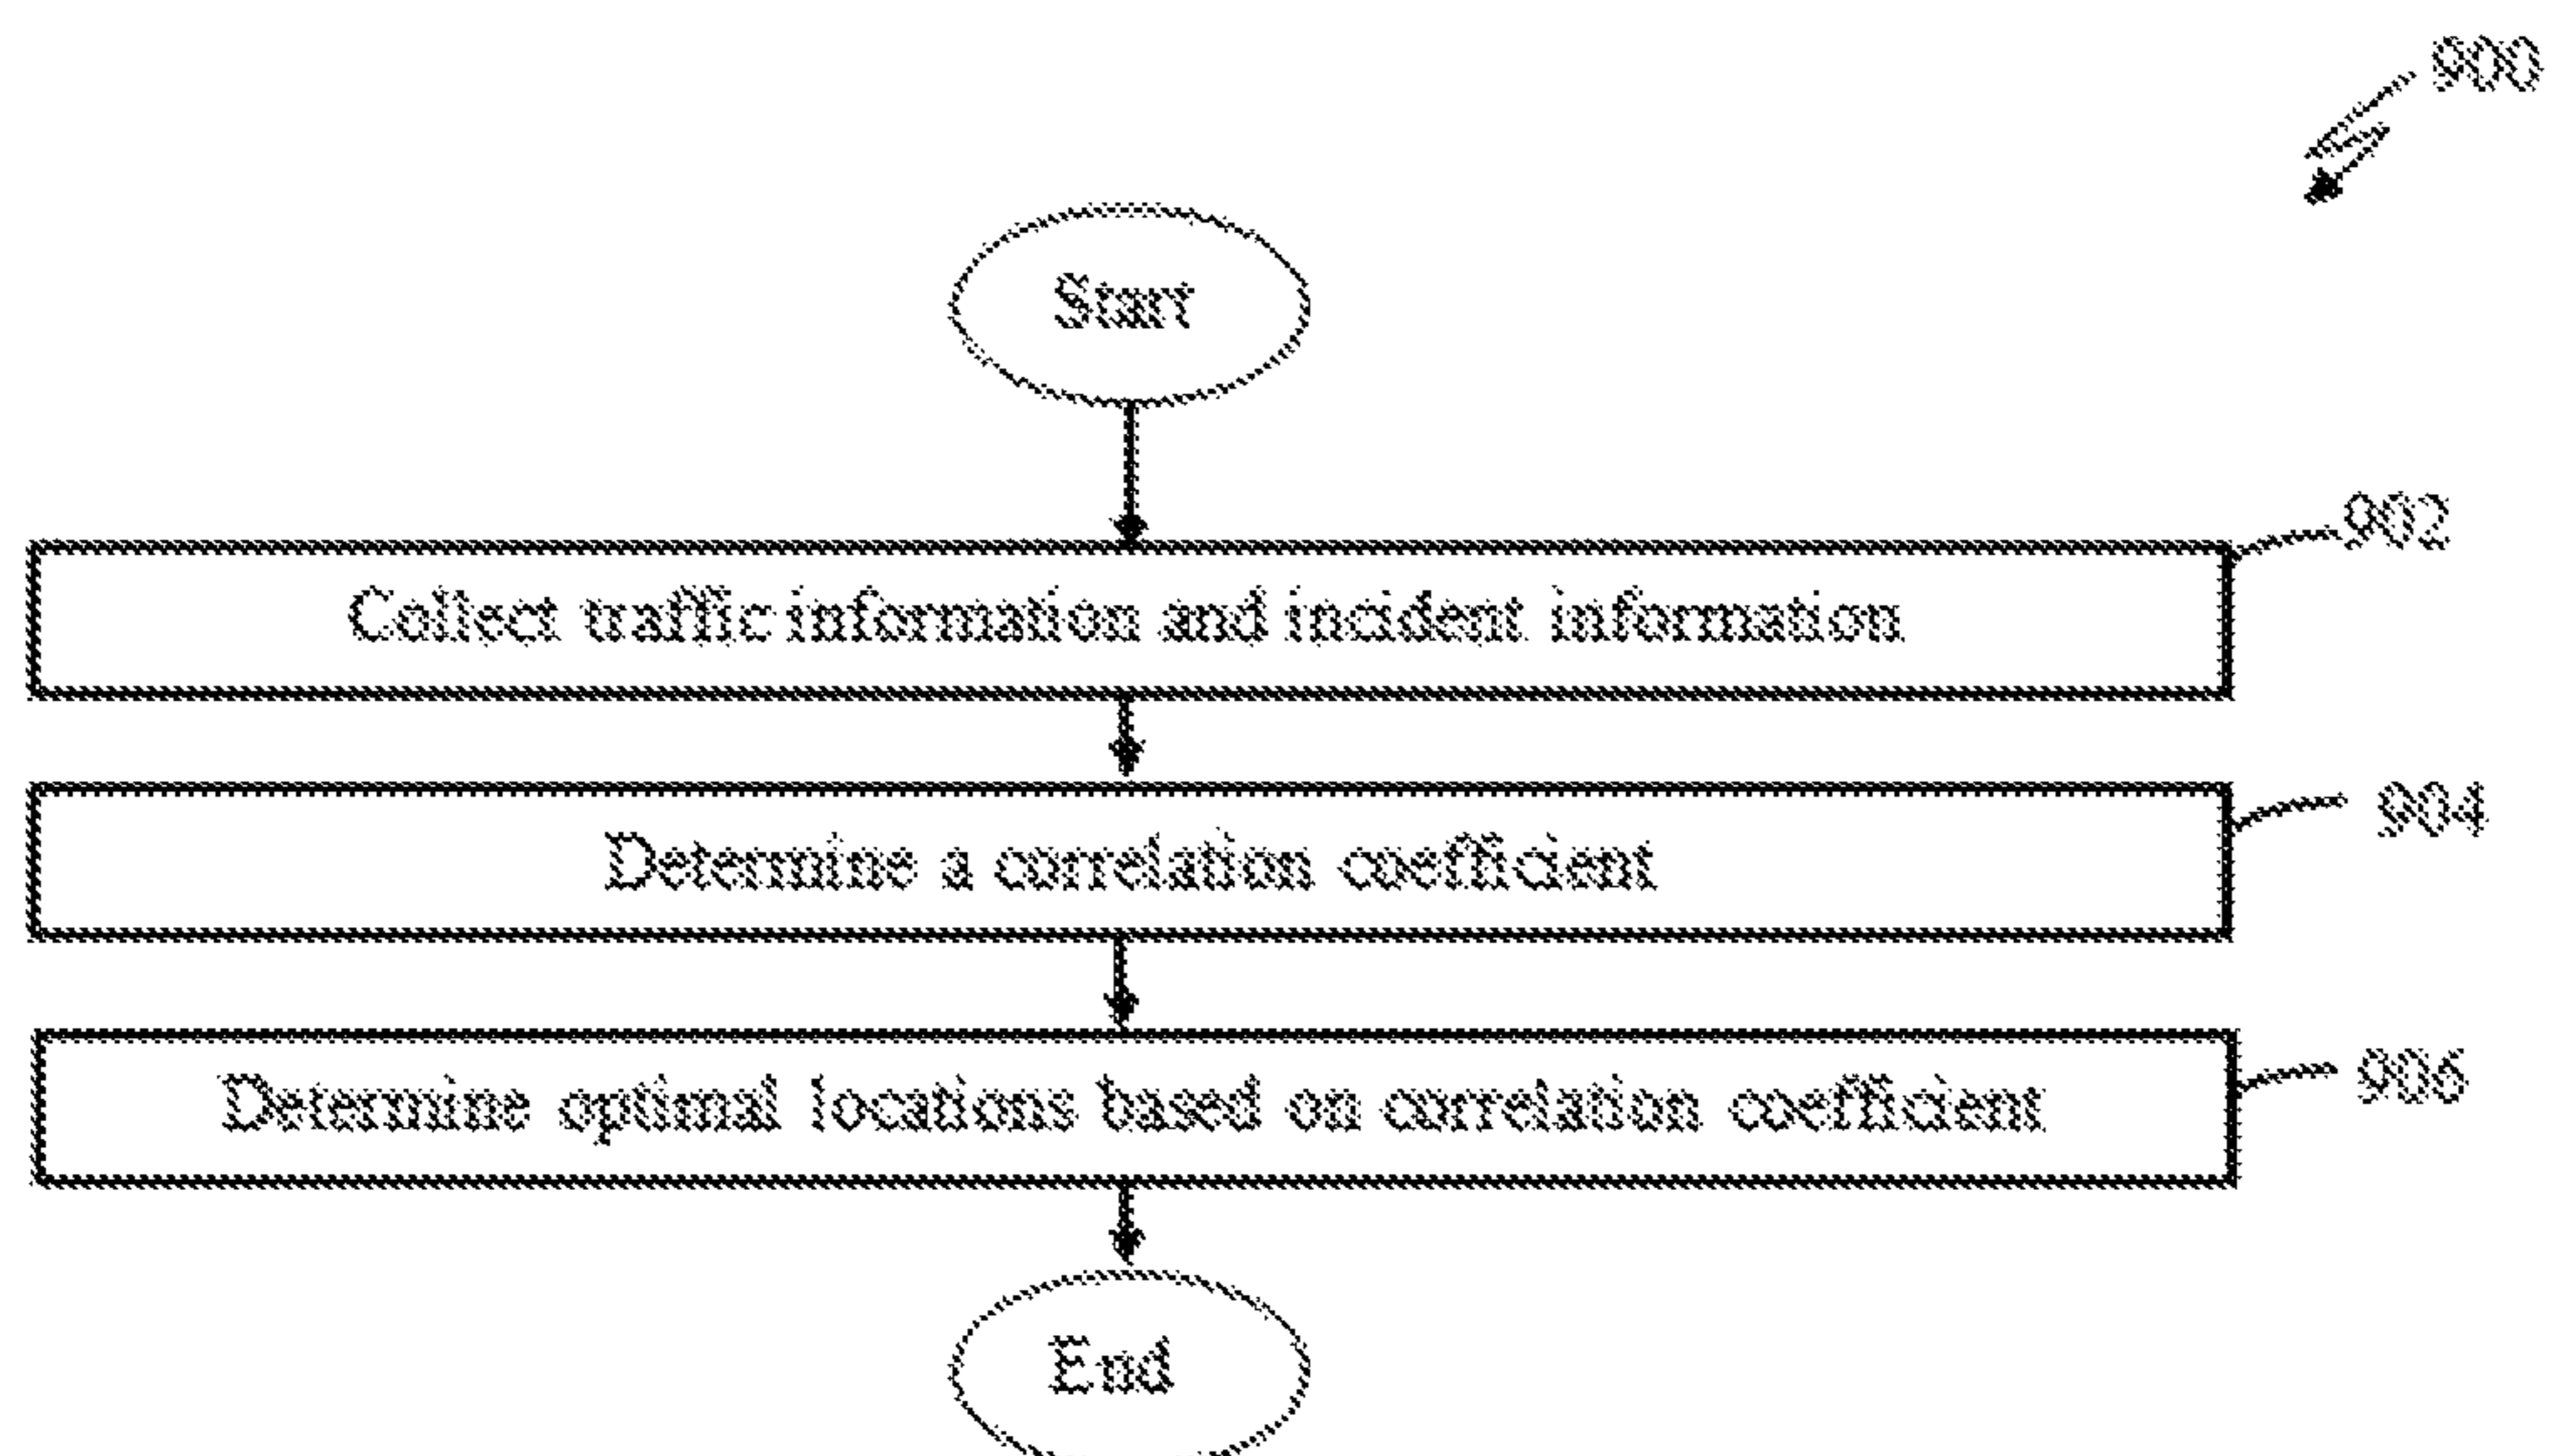 900
Start
902
Collect traffic information and incident information
904
Determine a correlation coefficient
906
Determine optimal locations based on correlation coefficient
End